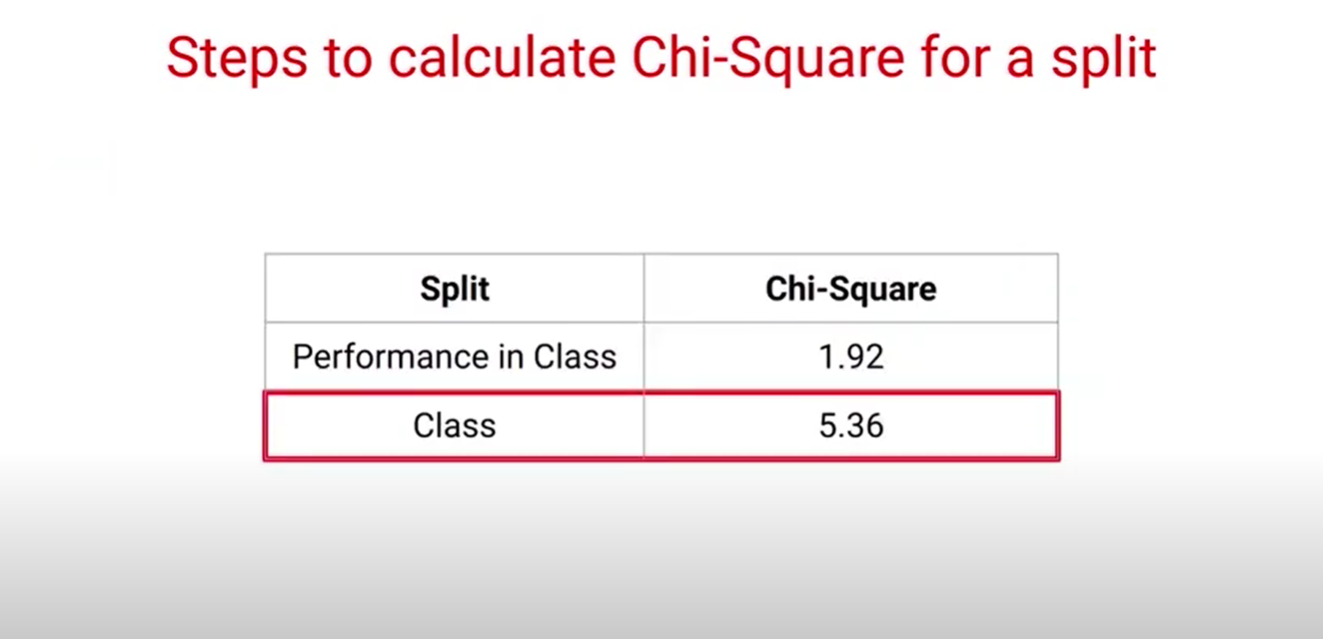 Steps to calculate Chi-Square for a split
Split Chi-Square
Performance in Class 1.92
Class 5.36